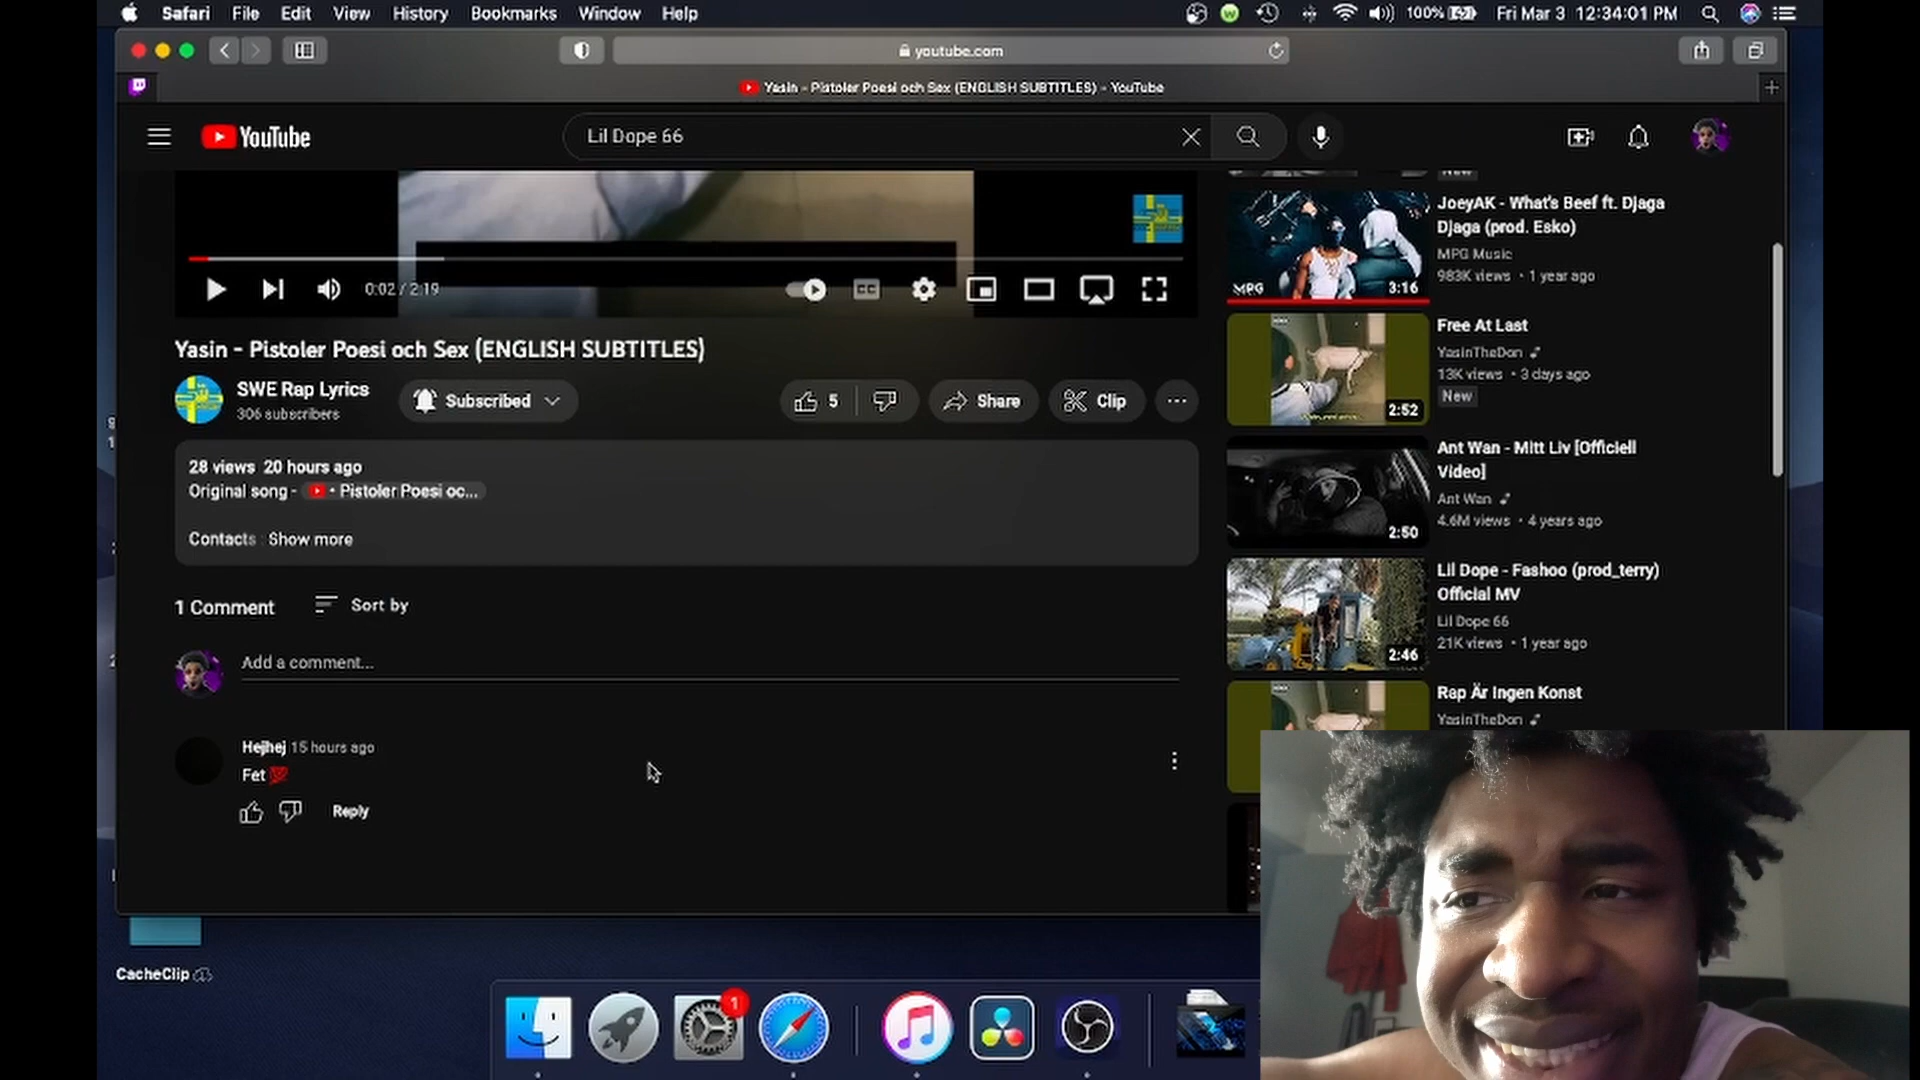 Safari File Edit View History Bookmarks Window Help 100% Fri Mar 3 12:34:01 PM
youtube.com
Yasin - Pistoler Poesi och Sex (ENGLISH SUBTITLES) - YouTube
YouTube
Lil Dope 66
0:02 / 2:19
CC
Yasin - Pistoler Poesi och Sex (ENGLISH SUBTITLES)
SWE Rap Lyrics
306 subscribers
Subscribed
5
Share
Clip
28 views 20 hours ago
Original song - • Pistoler Poesi oc...
Contacts Show more
1 Comment
Sort by
Add a comment...
Hejhej 15 hours ago
Fet💯
Reply
New
JoeyAK - What's Beef ft. Djaga
Djaga (prod. Esko)
MPG Music
983K views • 1 year ago
MPG
3:16
Free At Last
YasinTheDon
13K views • 3 days ago
New
2:52
Ant Wan - Mitt Liv [Officiell
Video]
Ant Wan
4.6M views • 4 years ago
2:50
Lil Dope - Fashoo (prod_terry)
Official MV
Lil Dope 66
21K views • 1 year ago
2:46
Rap Är Ingen Konst
YasinTheDon
CacheClip
1